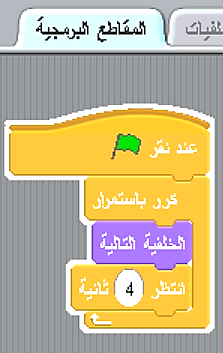 المقاطع البرمجية
عند نقر
كرر باستمرار
الخلفية التالية
انتظر 4 ثانية